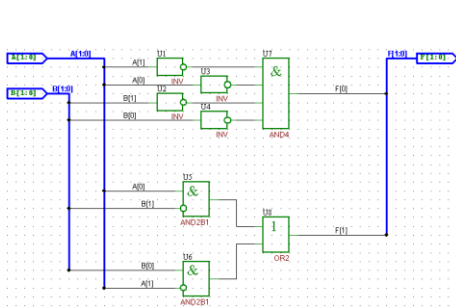 A[1:0]
A[1:0]
F[1:0]
F[1:0]
B[1:0]
B[1:0]
U1
A[1]
INV
U3
A[0]
INV
U2
B[1]
INV
U4
B[0]
INV
U7
&
AND4
F[0]
U5
A[0]
&
B[1]
AND2B1
U6
B[0]
&
A[1]
AND2B1
1
OR2
F[1]